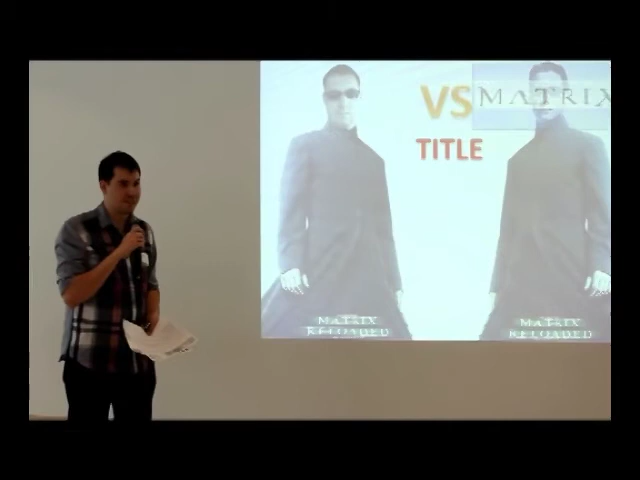 VS
MATRIX
TITLE
MATRIX
RELOADED
MATRIX
RELOADED